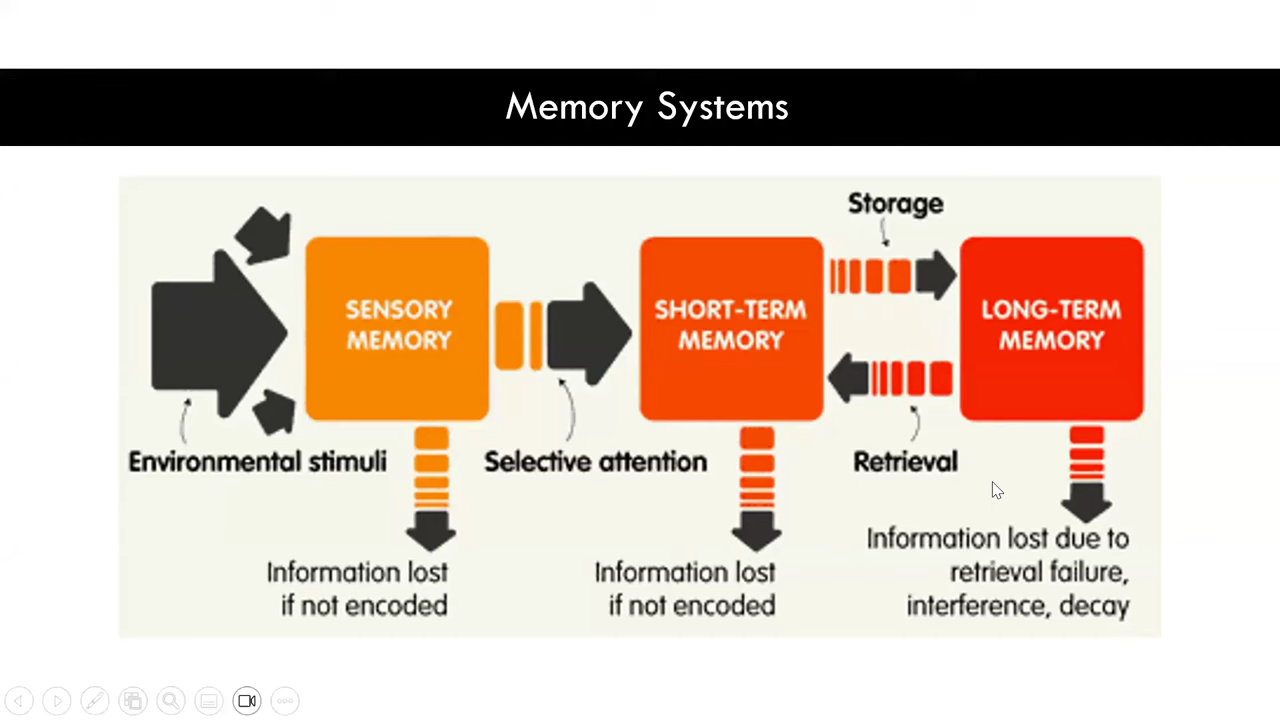 Memory Systems
Storage
SENSORY
MEMORY
SHORT-TERM
MEMORY
LONG-TERM
MEMORY
Environmental stimuli
Selective attention
Retrieval
Information lost
if not encoded
Information lost
if not encoded
Information lost due to
retrieval failure,
interference, decay